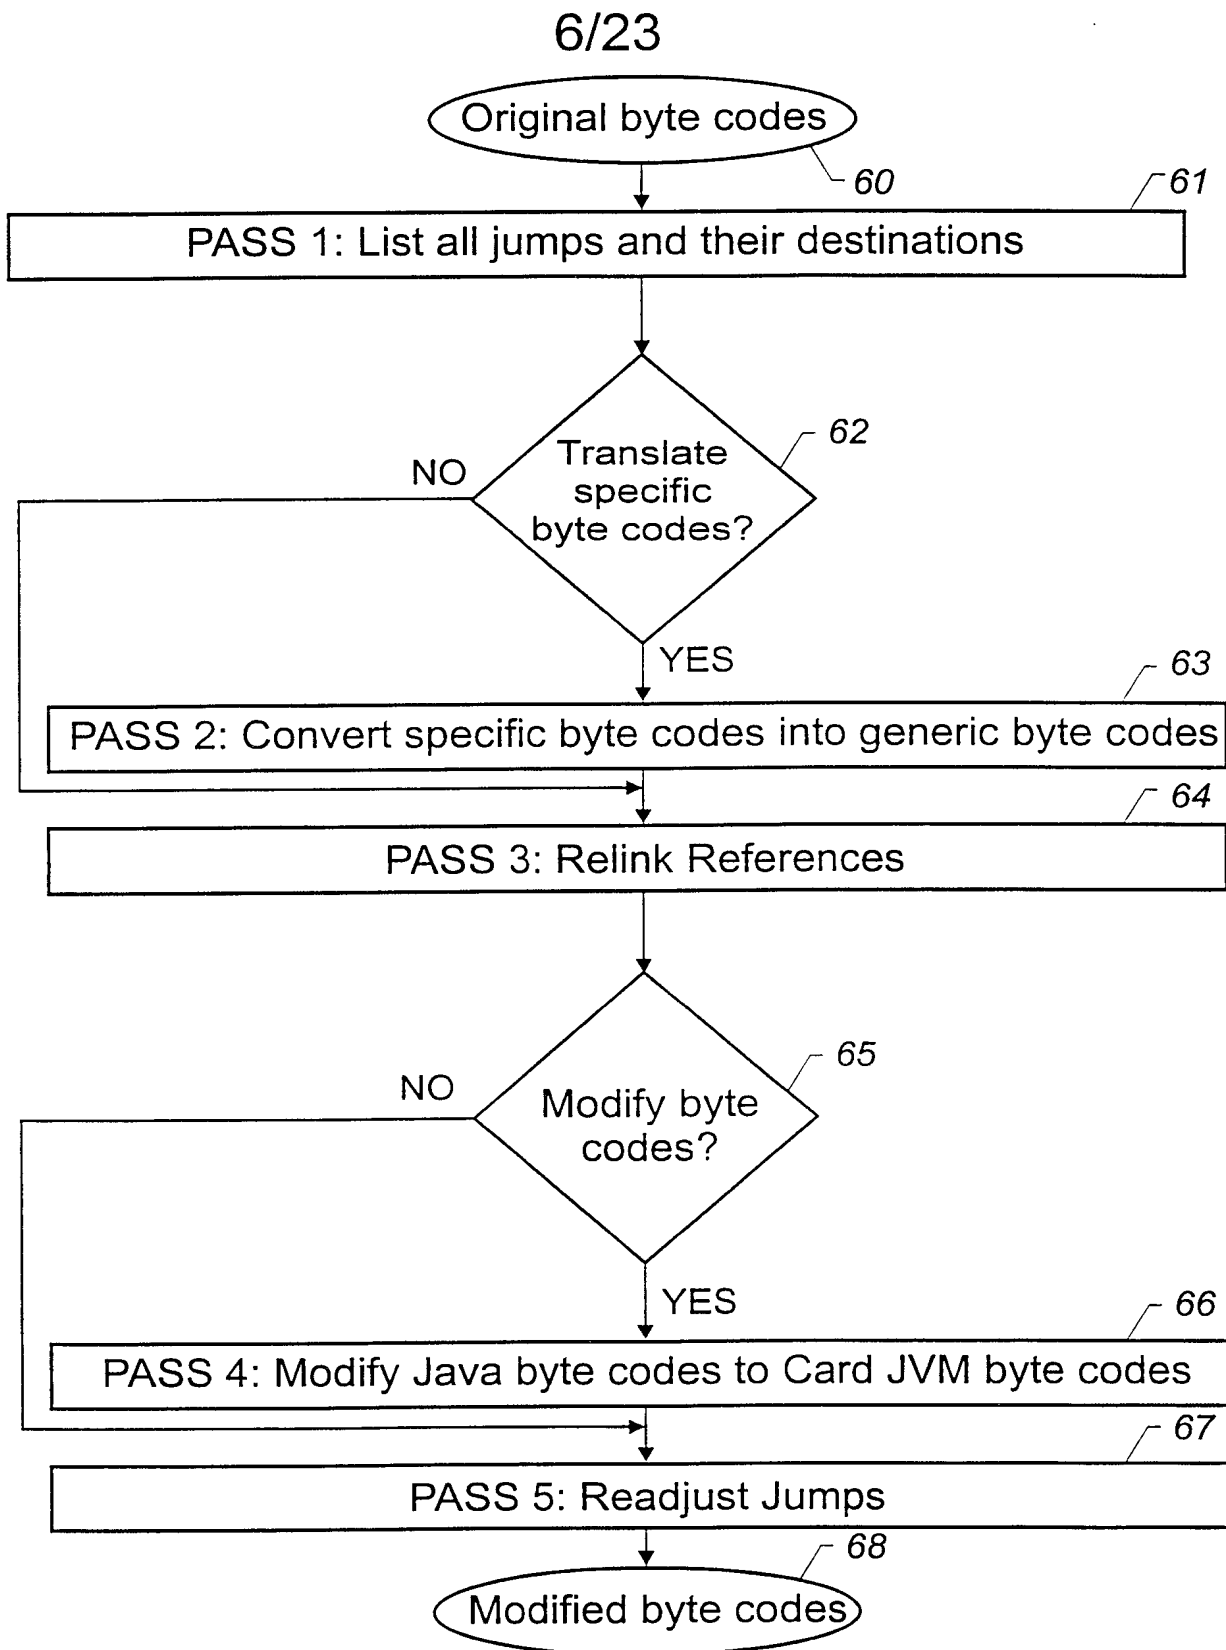 6/23
Original byte codes
60
61
PASS 1: List all jumps and their destinations
62
Translate
specific
byte codes?
NO
YES
63
PASS 2: Convert specific byte codes into generic byte codes
64
PASS 3: Relink References
65
NO
Modify byte
codes?
YES
66
PASS 4: Modify Java byte codes to Card JVM byte codes
67
PASS 5: Readjust Jumps
68
Modified byte codes